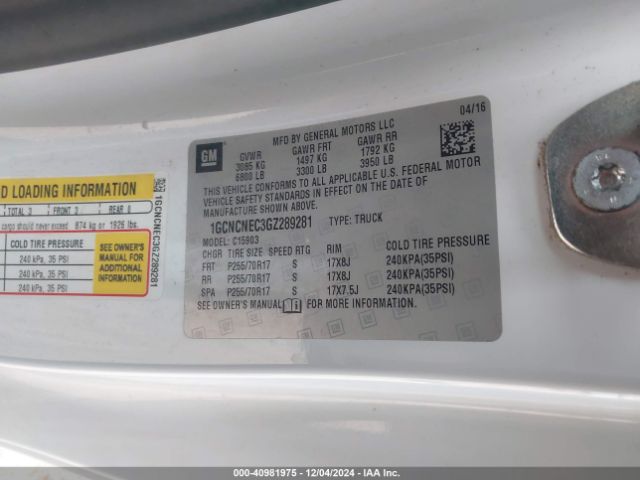 04/16
MFD BY GENERAL MOTORS LLC
GM
GVWR GAWR FRT GAWR RR
3085 KG 1497 KG 1792 KG
6800 LB 3300 LB 3950 LB
THIS VEHICLE CONFORMS TO ALL APPLICABLE U.S. FEDERAL MOTOR
VEHICLE SAFETY STANDARDS IN EFFECT ON THE DATE OF
MANUFACTURE SHOWN ABOVE.
1GCNCNEC3GZ289281 TYPE: TRUCK
MODEL: C15903
CHGR TIRE SIZE SPEED RTG RIM COLD TIRE PRESSURE
FRT P255/70R17 S 17X8J 240KPA(35PSI)
RR P255/70R17 S 17X8J 240KPA(35PSI)
SPA P255/70R17 S 17X7.5J 240KPA(35PSI)
SEE OWNER'S MANUAL FOR MORE INFORMATION.
D LOADING INFORMATION
TOTAL 3 FRONT 3 REAR 0
cargo should never exceed 874 kg or 1926 lbs.
COLD TIRE PRESSURE
240 kPa, 35 PSI
240 kPa, 35 PSI
240 kPa, 35 PSI
SEE OWNER'S
MANUAL FOR
ADDITIONAL
INFORMATION
1GCNCNEC3GZ289281
000-40981975 - 12/04/2024 - IAA Inc.